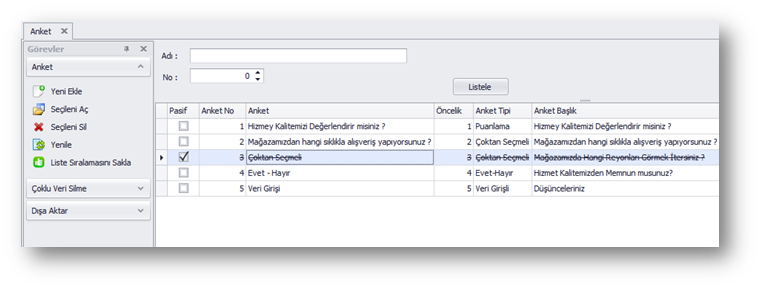 Anket
Görevler
Anket
Yeni Ekle
Seçileni Aç
Seçileni Sil
Yenile
Liste Sıralamasını Sakla
Çoklu Veri Silme
Dışa Aktar
Adı :
No : 0
Listele
Pasif Anket No Anket Öncelik Anket Tipi Anket Başlık
1 Hizmey Kalitemizi Değerlendirir misiniz ? 1 Puanlama Hizmey Kalitemizi Değerlendirir misiniz ?
2 Mağazamızdan hangi sıklıkla alışveriş yapıyorsunuz ? 2 Çoktan Seçmeli Mağazamızdan hangi sıklıkla alışveriş yapıyorsunuz ?
3 Çoktan Seçmeli 3 Çoktan Seçmeli Mağazamızda Hangi Reyonları Görmek İtersiniz ?
4 Evet - Hayır 4 Evet-Hayır Hizmet Kalitemizden Memnun musunuz?
5 Veri Girişi 5 Veri Girişli Düşünceleriniz